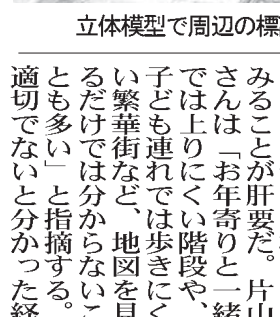 立体模型で周辺の標
みることが肝要だ。片山
さんは「お年寄りと一緒
では上りにくい階段や、
子ども連れでは歩きにく
い繁華街など、地図を見
るだけでは分からないこ
とも多い」と指摘する。
適切でないと分かった経